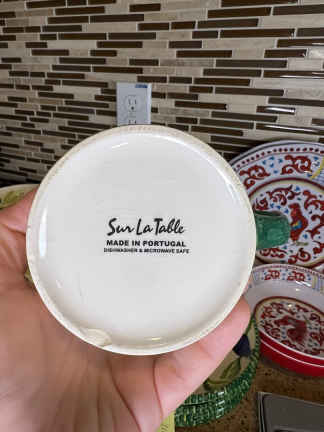 Sur La Table
MADE IN PORTUGAL
DISHWASHER & MICROWAVE SAFE